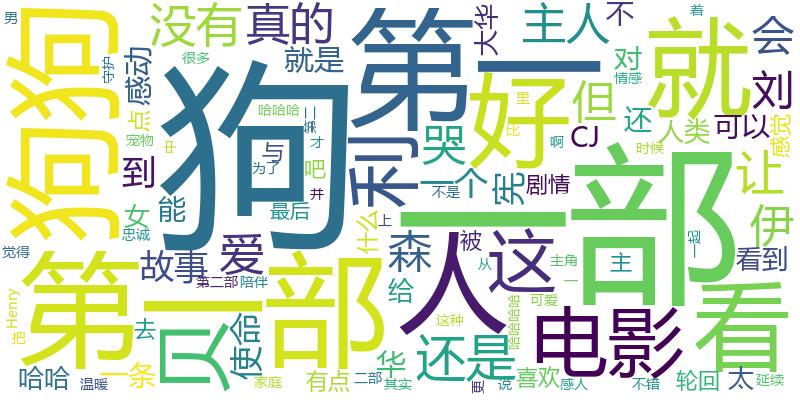 男
狗狗
没有
真的
很多
守护
感动
就是
第一
大华
主人
不
着
就
会
对
情感
狗
点
宠物
中
哈哈哈
第二
与
为了
才
吧
利
好
哭
里
比
但
啊
CJ
还
人类
可以
感觉
刘
时候
到
女
忠诚
能
并
一个
宪
不是
剧情
部
让
伊
觉得
第一
故事
爱
最后
上
什么
人
森
被
这
从
主角
一
主
一起
看到
第二部
陪伴
给
Henry
把
去
贝
使命
部
这种
哈哈哈哈
可爱
电影
看
哈哈
温暖
一条
家庭
有点
华
二部
其实
还是
更
说
喜欢
感人
不错
轮回
太
延续